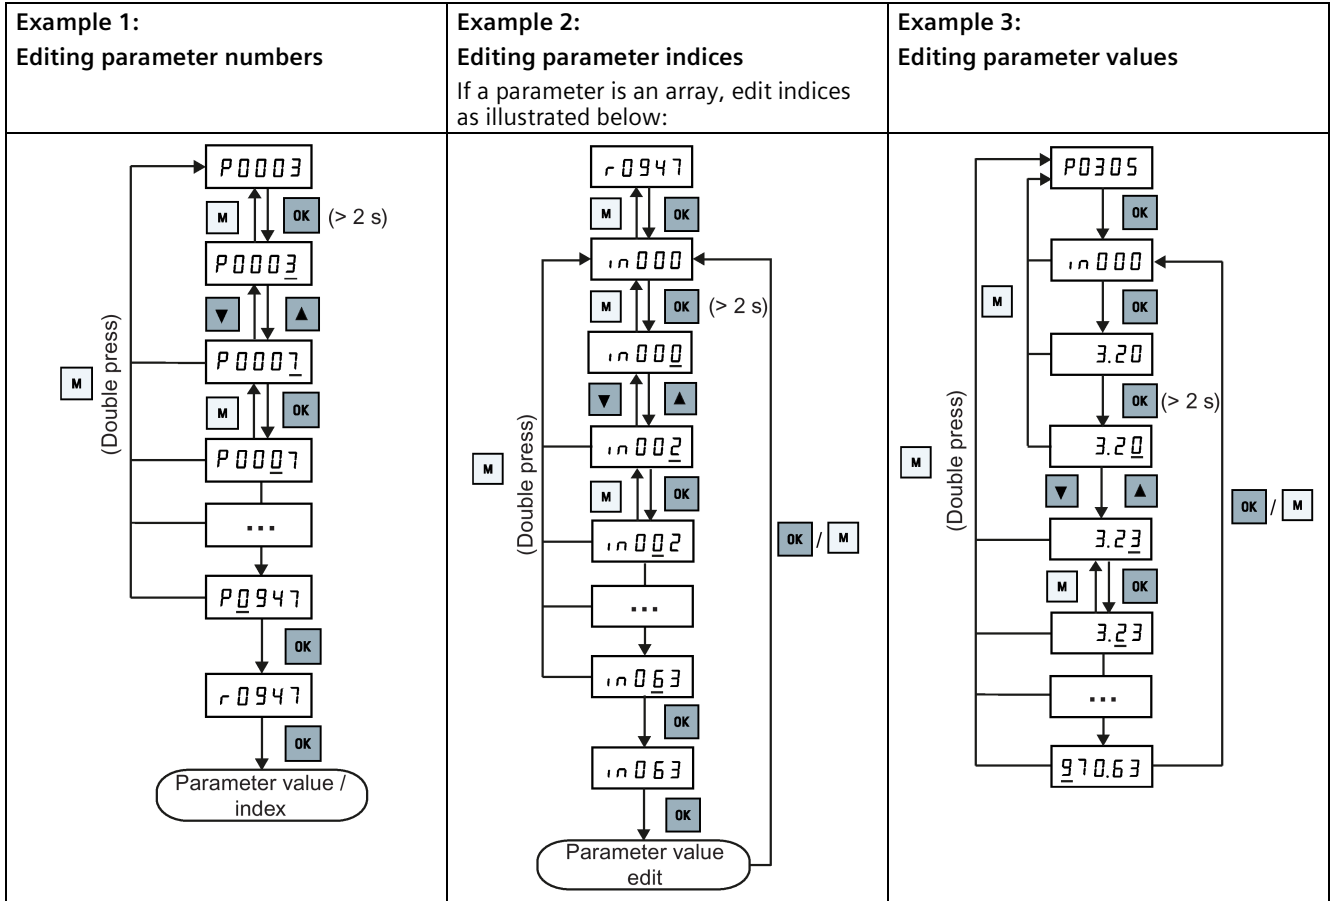 Example 1:
Editing parameter numbers
P0003
M
OK
(> 2 s)
P0003
P0007
M
OK
M
(Double press)
P0007
...
P0947
OK
r0947
OK
Parameter value /
index
Example 2:
Editing parameter indices
If a parameter is an array, edit indices
as illustrated below:
r0947
M
OK
in000
M
OK
(> 2 s)
in000
in002
M
OK
M
(Double press)
in002
OK / M
...
in063
OK
in063
OK
Parameter value
edit
Example 3:
Editing parameter values
P0305
OK
in000
M
OK
3.20
OK
(> 2 s)
3.20
M
(Double press)
3.23
OK / M
M
OK
3.23
...
970.63